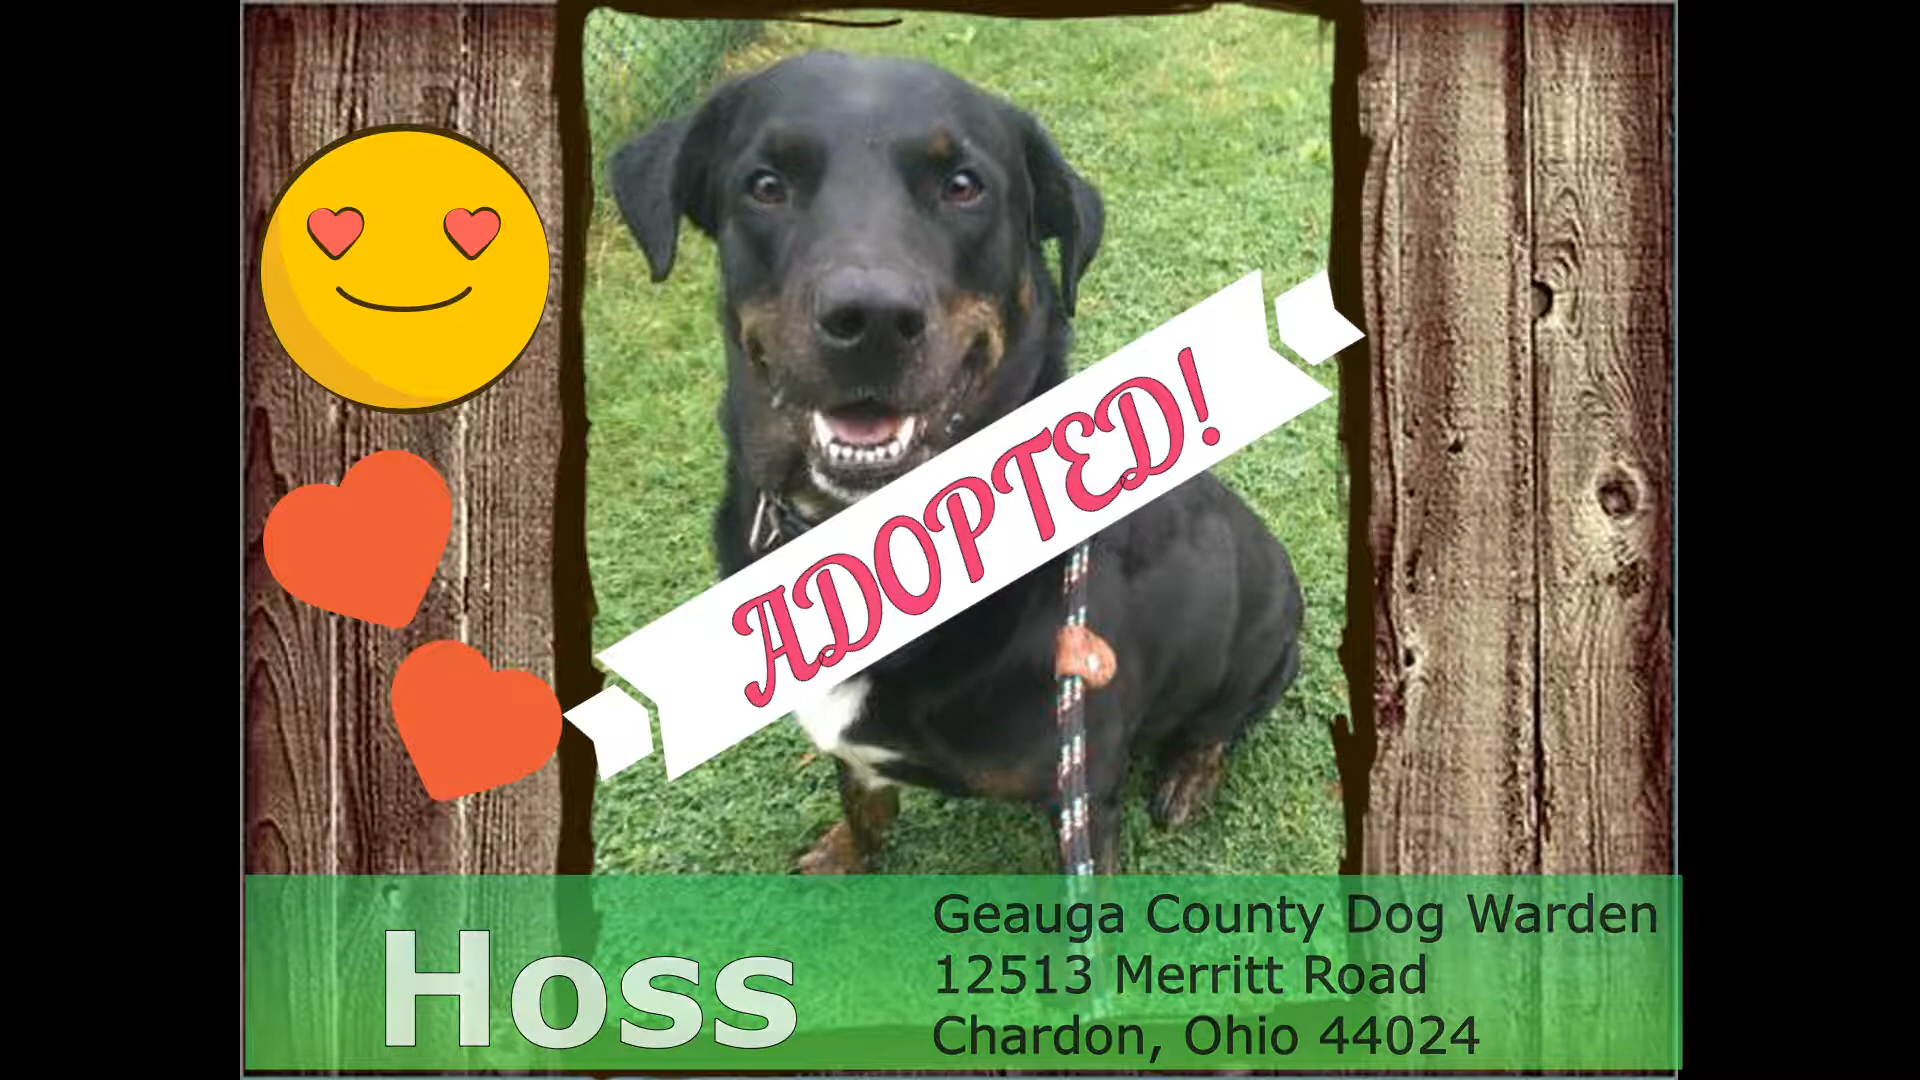 ADOPTED!
Hoss
Geauga County Dog Warden
12513 Merritt Road
Chardon, Ohio 44024